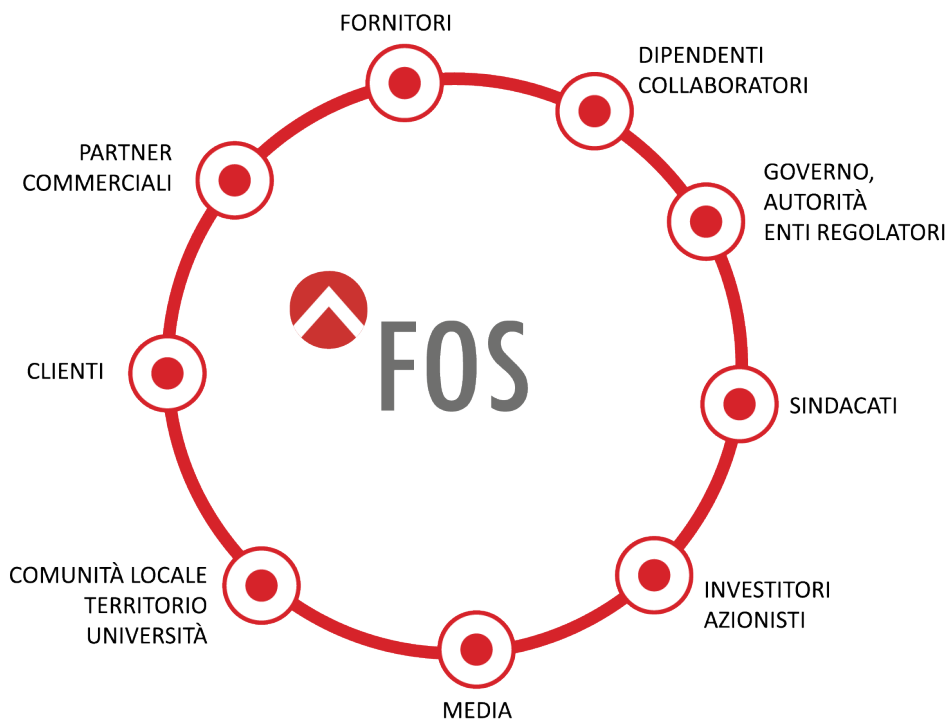 FORNITORI
DIPENDENTI
COLLABORATORI
PARTNER
COMMERCIALI
GOVERNO,
AUTORITÀ
ENTI REGOLATORI
FOS
CLIENTI
SINDACATI
COMUNITÀ LOCALE
TERRITORIO
UNIVERSITÀ
INVESTITORI
AZIONISTI
MEDIA